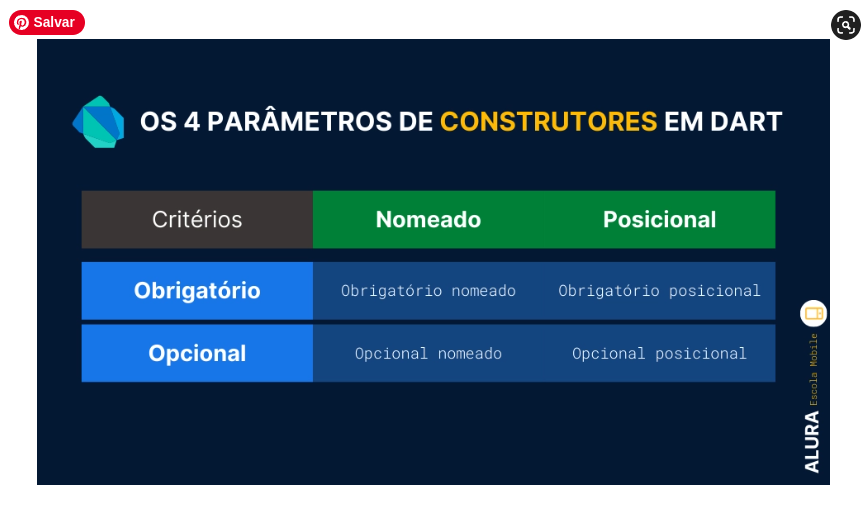 Salvar
OS 4 PARÂMETROS DE CONSTRUTORES EM DART
Critérios Nomeado Posicional
Obrigatório Obrigatório nomeado Obrigatório posicional
Opcional Opcional nomeado Opcional posicional
ALURA Escola Mobile